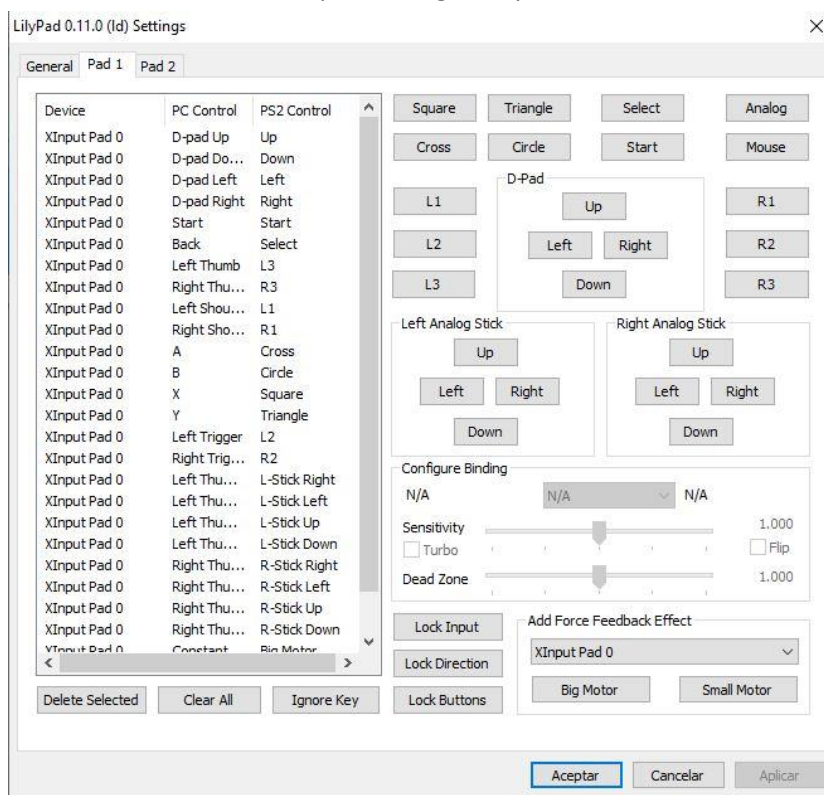 LilyPad 0.11.0 (ld) Settings
General Pad 1 Pad 2
Device PC Control PS2 Control
XInput Pad 0 D-pad Up Up
XInput Pad 0 D-pad Do... Down
XInput Pad 0 D-pad Left Left
XInput Pad 0 D-pad Right Right
XInput Pad 0 Start Start
XInput Pad 0 Back Select
XInput Pad 0 Left Thumb L3
XInput Pad 0 Right Thu... R3
XInput Pad 0 Left Shou... L1
XInput Pad 0 Right Sho... R1
XInput Pad 0 A Cross
XInput Pad 0 B Circle
XInput Pad 0 X Square
XInput Pad 0 Y Triangle
XInput Pad 0 Left Trigger L2
XInput Pad 0 Right Trig... R2
XInput Pad 0 Left Thu... L-Stick Right
XInput Pad 0 Left Thu... L-Stick Left
XInput Pad 0 Left Thu... L-Stick Up
XInput Pad 0 Left Thu... L-Stick Down
XInput Pad 0 Right Thu... R-Stick Right
XInput Pad 0 Right Thu... R-Stick Left
XInput Pad 0 Right Thu... R-Stick Up
XInput Pad 0 Right Thu... R-Stick Down
XInput Pad 0 Constant Big Motor
Delete Selected Clear All Ignore Key
Square Triangle Select Analog
Cross Circle Start Mouse
D-Pad
L1 Up R1
L2 Left Right R2
L3 Down R3
Left Analog Stick Right Analog Stick
Up Up
Left Right Left Right
Down Down
Configure Binding
N/A N/A N/A
Sensitivity 1.000
Turbo Flip
Dead Zone 1.000
Lock Input Add Force Feedback Effect
XInput Pad 0
Lock Direction
Lock Buttons Big Motor Small Motor
Aceptar Cancelar Aplicar